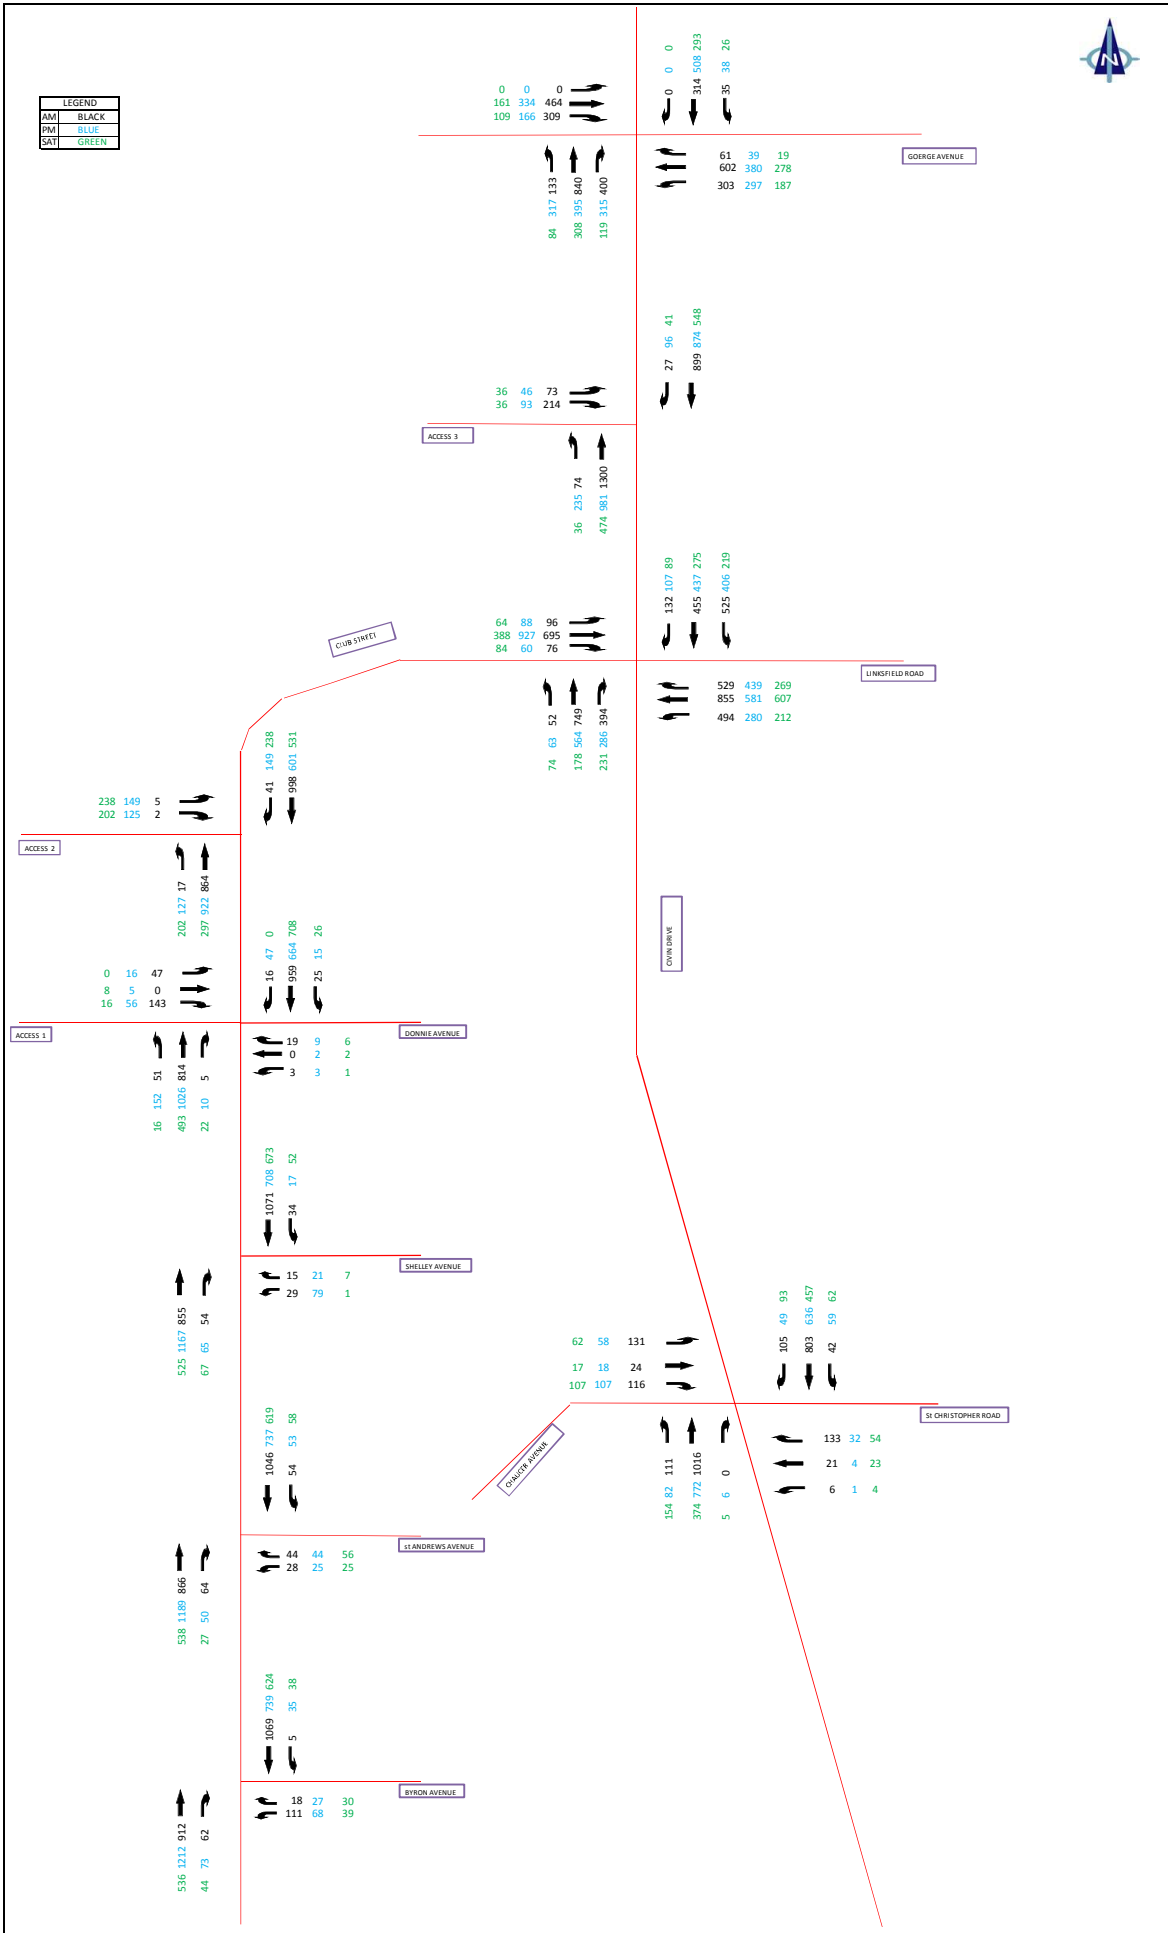 N
LEGEND
AM BLACK
PM BLUE
SAT GREEN
0 0 0
161 334 464
109 166 309
0 0 0
314 508 293
35 38 26
GOERGE AVENUE
61 39 19
602 380 278
303 297 187
84 317 133
308 395 840
119 315 400
27 96 41
899 874 548
36 46 73
36 93 214
ACCESS 3
36 235 74
474 981 1300
132 107 89
455 437 275
525 406 219
64 88 96
388 927 695
84 60 76
CLUB STREET
LINKSFIELD ROAD
529 439 269
855 581 607
494 280 212
74 63 52
178 564 749
231 286 394
41 149 238
998 601 531
238 149 5
202 125 2
ACCESS 2
202 127 17
297 922 864
CIVIN DRIVE
16 47 0
959 664 708
25 15 26
0 16 47
8 5 0
16 56 143
ACCESS 1
DONNIE AVENUE
19 9 6
0 2 2
3 3 1
16 152 51
493 1026 814
22 10 5
1071 708 673
34 17 52
SHELLEY AVENUE
15 21 7
29 79 1
525 1167 855
67 65 54
105 49 93
803 636 457
42 59 62
62 58 131
17 18 24
107 107 116
St CHRISTOPHER ROAD
CHAUCER AVENUE
133 32 54
21 4 23
6 1 4
154 82 111
374 772 1016
5 6 0
1046 737 619
54 53 58
st ANDREWS AVENUE
44 44 56
28 25 25
538 1189 866
27 50 64
1069 739 624
5 35 38
BYRON AVENUE
18 27 30
111 68 39
536 1212 912
44 73 62